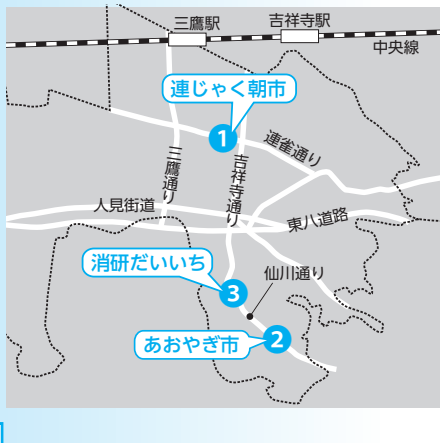 三鷹駅
吉祥寺駅
中央線
連じゃく朝市
1
連雀通り
三鷹通り
吉祥寺通り
人見街道
東八道路
消研だいいち
3
仙川通り
あおやぎ市
2